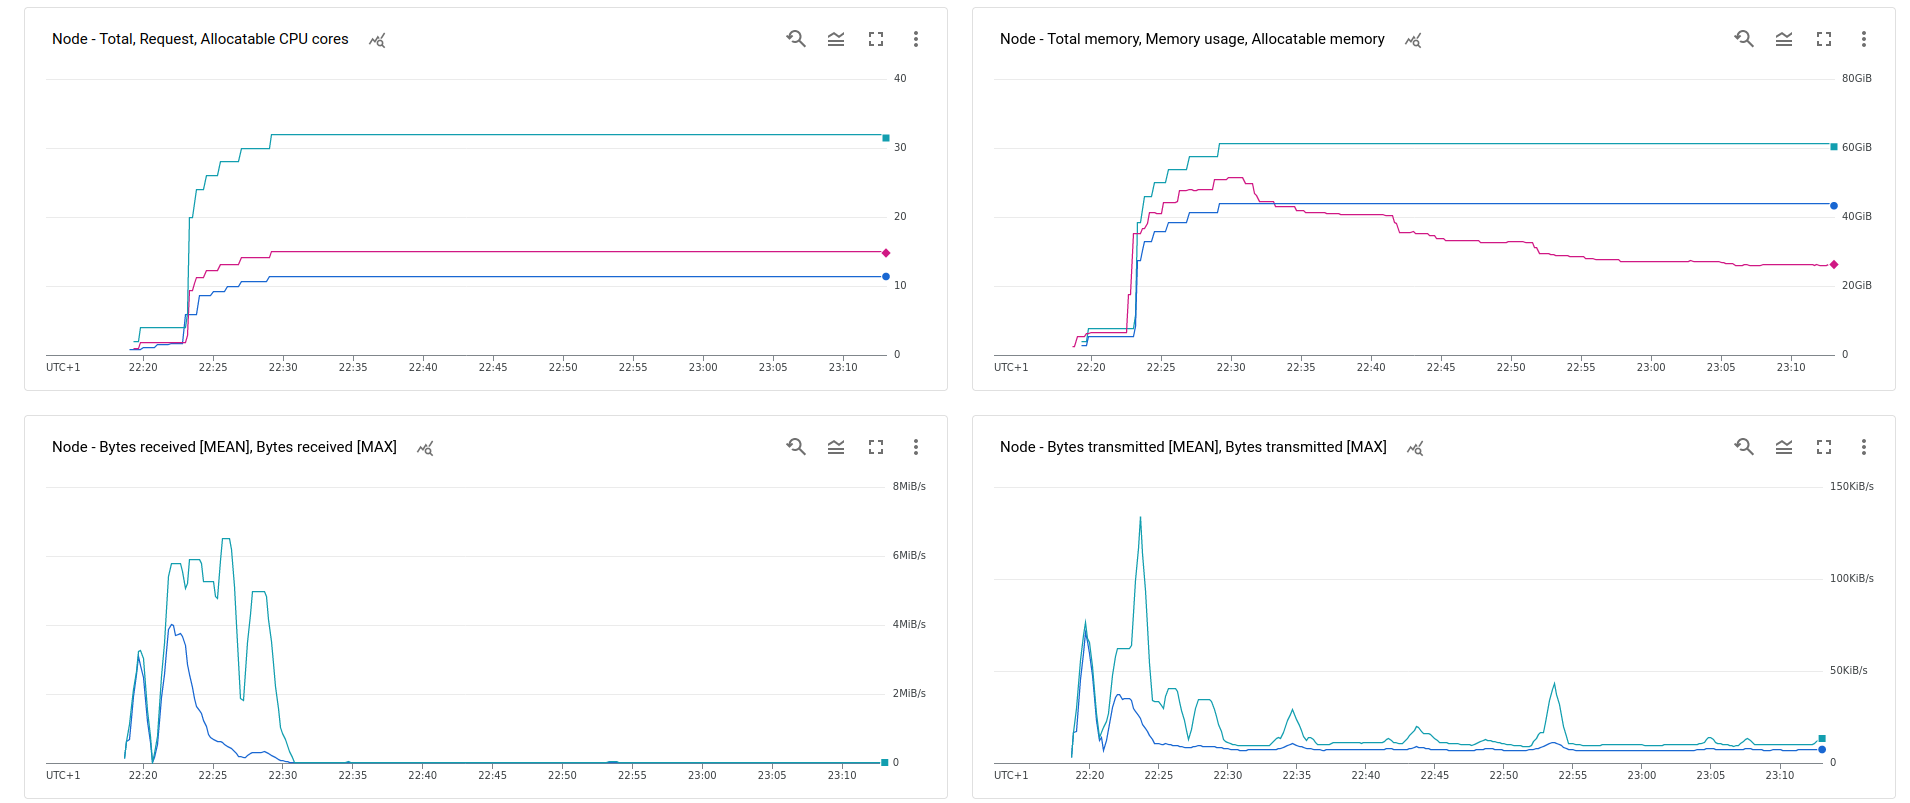 Node - Total, Request, Allocatable CPU cores
40
30
20
10
0
UTC+1 22:20 22:25 22:30 22:35 22:40 22:45 22:50 22:55 23:00 23:05 23:10
Node - Total memory, Memory usage, Allocatable memory
80GiB
60GiB
40GiB
20GiB
0
UTC+1 22:20 22:25 22:30 22:35 22:40 22:45 22:50 22:55 23:00 23:05 23:10
Node - Bytes received [MEAN], Bytes received [MAX]
8MiB/s
6MiB/s
4MiB/s
2MiB/s
0
UTC+1 22:20 22:25 22:30 22:35 22:40 22:45 22:50 22:55 23:00 23:05 23:10
Node - Bytes transmitted [MEAN], Bytes transmitted [MAX]
150KiB/s
100KiB/s
50KiB/s
0
UTC+1 22:20 22:25 22:30 22:35 22:40 22:45 22:50 22:55 23:00 23:05 23:10